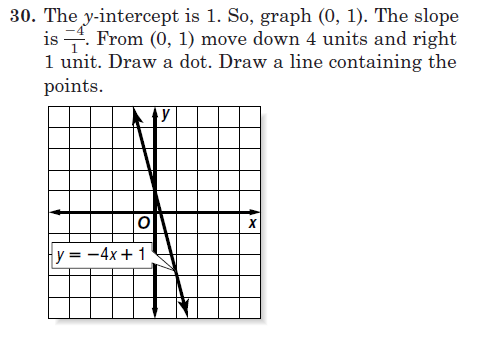 30. The y-intercept is 1. So, graph (0, 1). The slope
is -4/1. From (0, 1) move down 4 units and right
1 unit. Draw a dot. Draw a line containing the
points.
y
O
x
y = −4x + 1